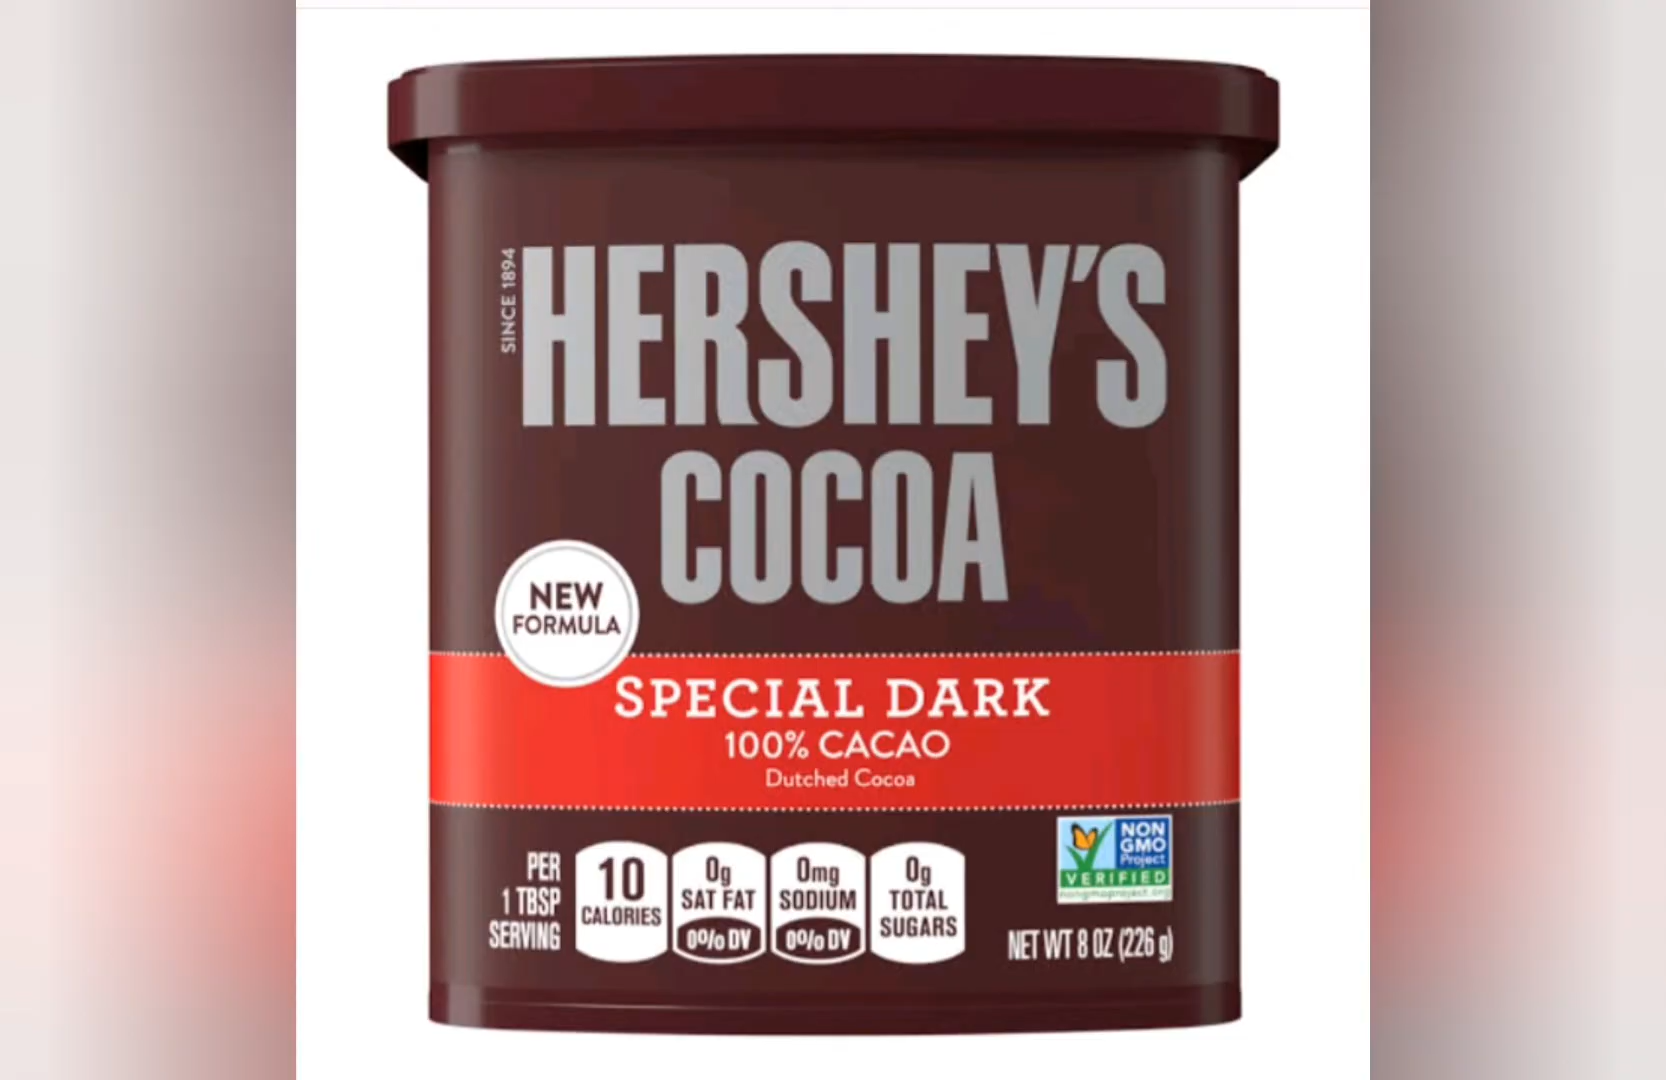 SINCE 1894
HERSHEY'S
COCOA
NEW
FORMULA
SPECIAL DARK
100% CACAO
Dutched Cocoa
PER
1 TBSP
SERVING
10
CALORIES
0g
SAT FAT
0% DV
0mg
SODIUM
0% DV
0g
TOTAL
SUGARS
NON
GMO
Project
VERIFIED
nongmoproject.org
NET WT 8 OZ (226 g)